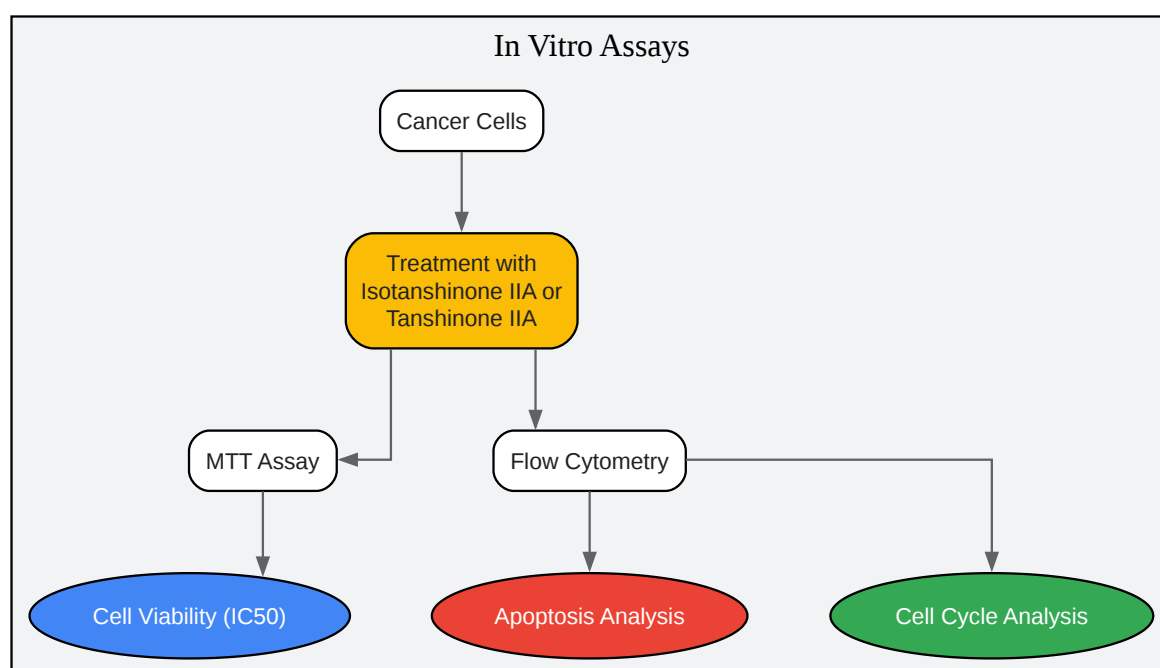 In Vitro Assays
Cancer Cells
Treatment with
Isotanshinone IIA or
Tanshinone IIA
MTT Assay
Flow Cytometry
Cell Viability (IC50)
Apoptosis Analysis
Cell Cycle Analysis